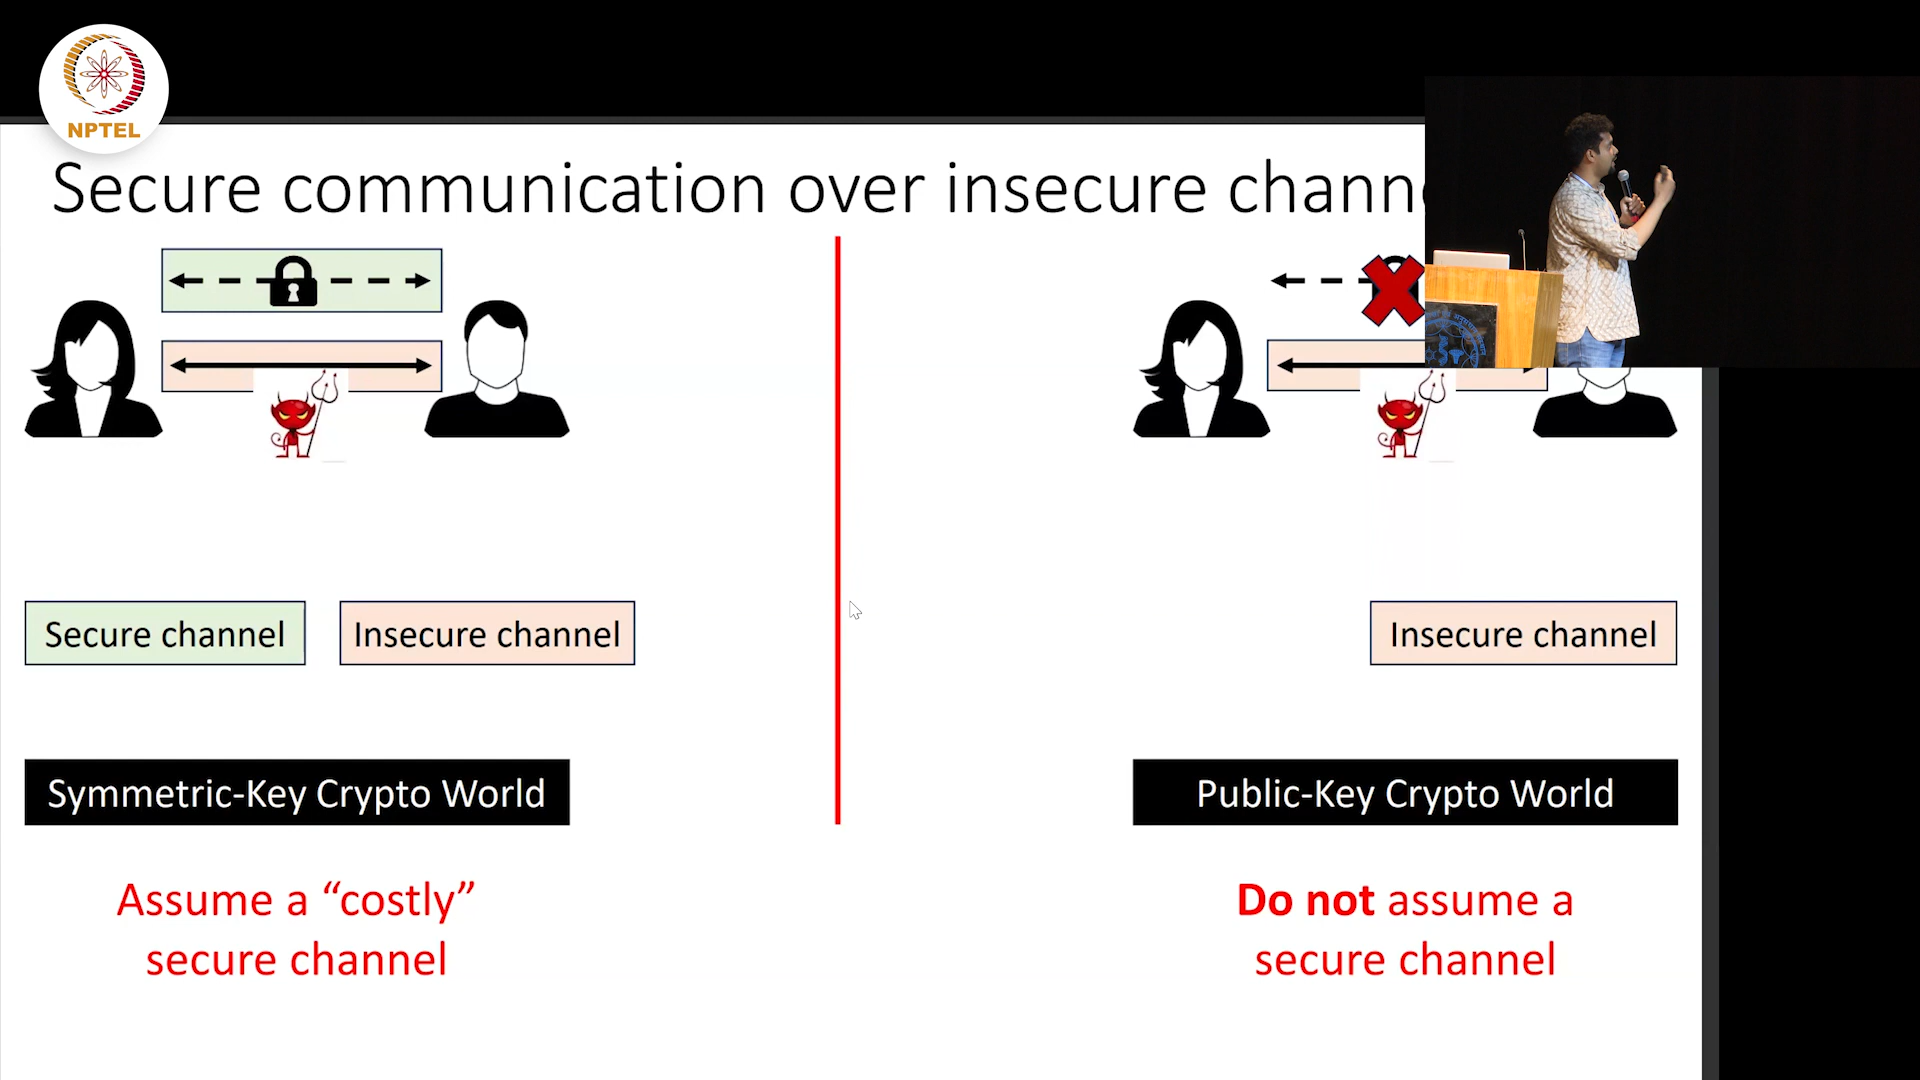 NPTEL
Secure communication over insecure
Secure channel
Insecure channel
Insecure channel
Symmetric-Key Crypto World
Public-Key Crypto World
Assume a “costly”
secure channel
Do not assume a
secure channel